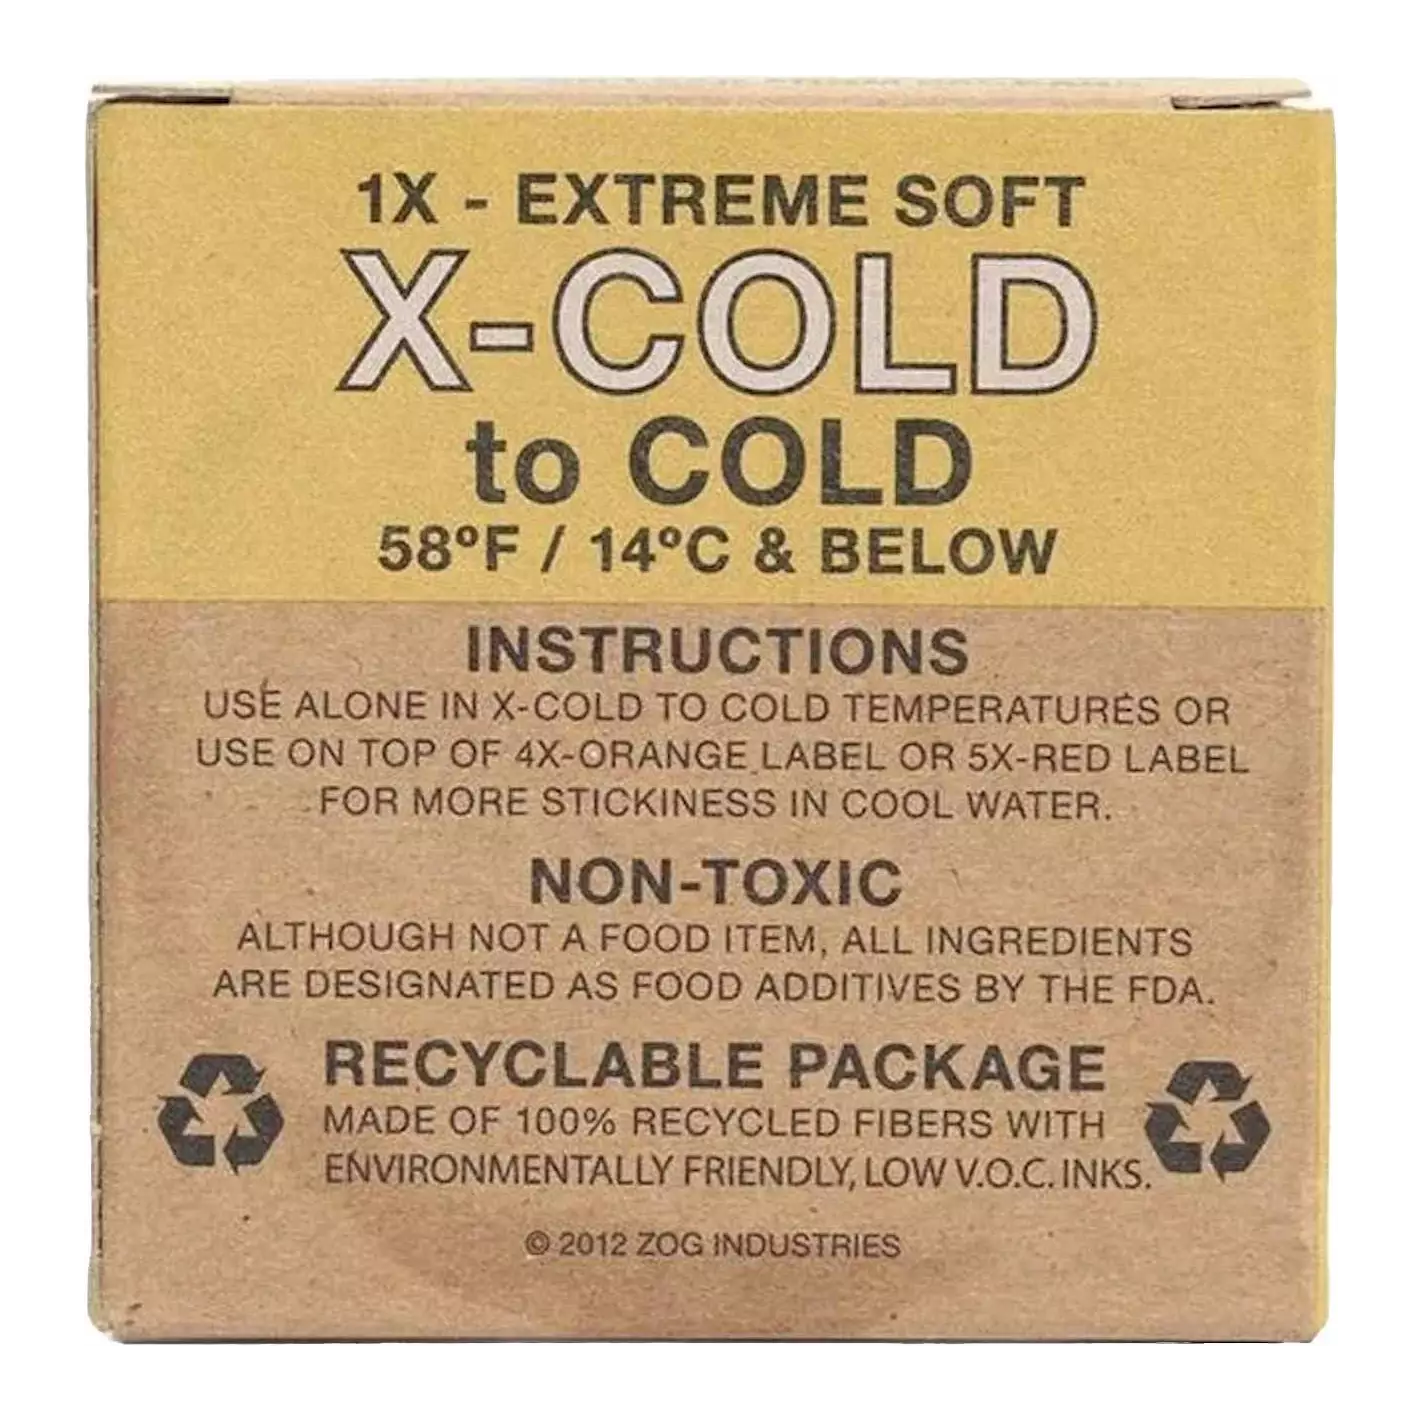 1X - EXTREME SOFT
X-COLD
to COLD
58°F / 14°C & BELOW
INSTRUCTIONS
USE ALONE IN X-COLD TO COLD TEMPERATURES OR
USE ON TOP OF 4X-ORANGE LABEL OR 5X-RED LABEL
FOR MORE STICKINESS IN COOL WATER.
NON-TOXIC
ALTHOUGH NOT A FOOD ITEM, ALL INGREDIENTS
ARE DESIGNATED AS FOOD ADDITIVES BY THE FDA.
RECYCLABLE PACKAGE
MADE OF 100% RECYCLED FIBERS WITH
ENVIRONMENTALLY FRIENDLY, LOW V.O.C. INKS.
© 2012 ZOG INDUSTRIES